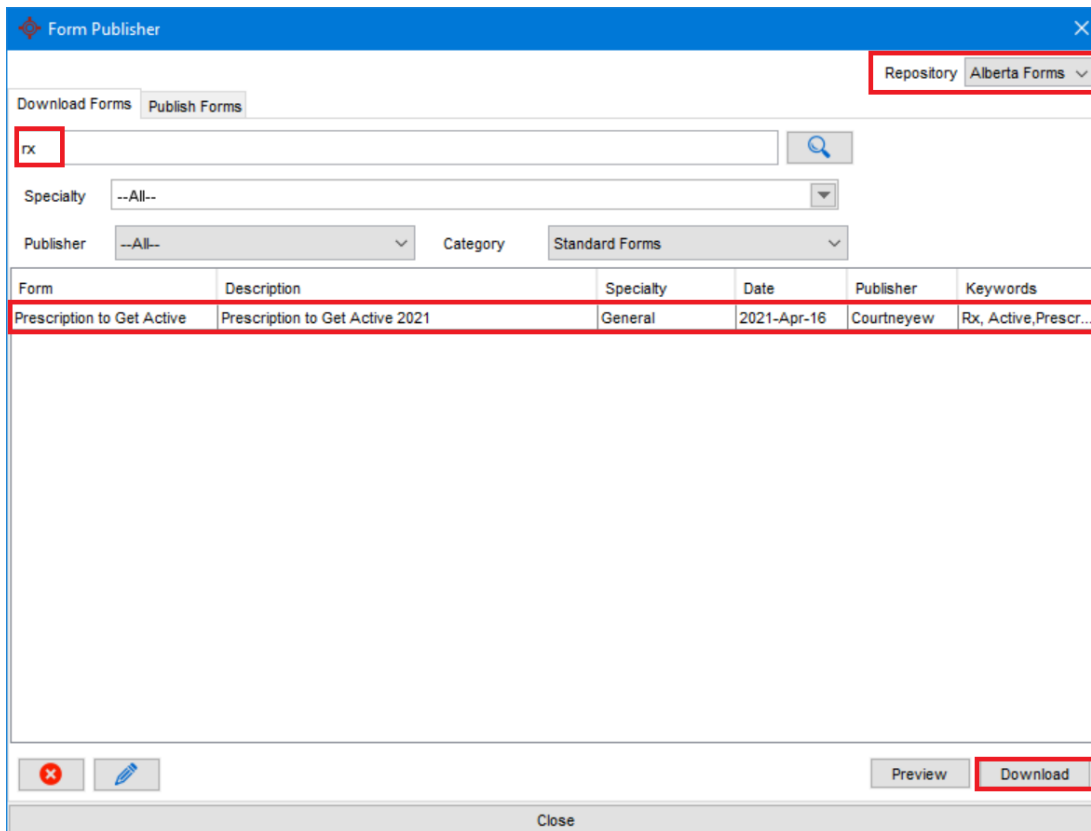 Form Publisher
Repository Alberta Forms
Download Forms Publish Forms
rx
Specialty --All--
Publisher --All-- Category Standard Forms
Form Description Specialty Date Publisher Keywords
Prescription to Get Active Prescription to Get Active 2021 General 2021-Apr-16 Courtneyew Rx, Active,Prescr...
Preview Download
Close